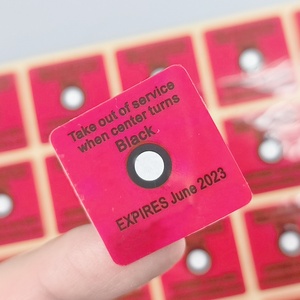 Take out of service
when center turns
Black
EXPIRES June 2023